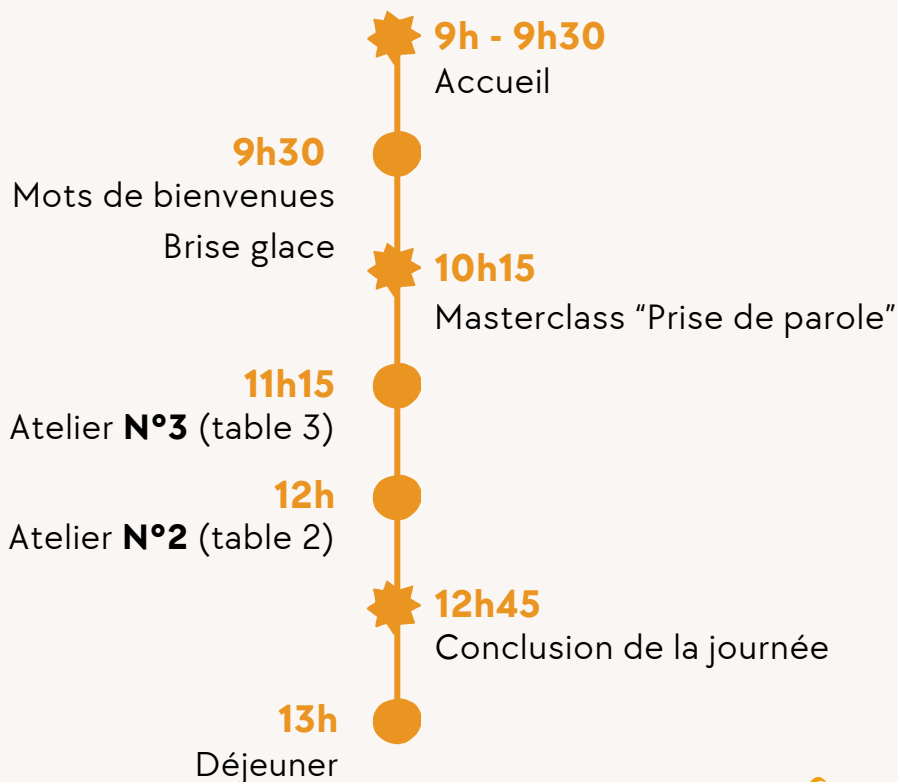 9h - 9h30
Accueil
9h30
Mots de bienvenues
Brise glace
10h15
Masterclass “Prise de parole”
11h15
Atelier N°3 (table 3)
12h
Atelier N°2 (table 2)
12h45
Conclusion de la journée
13h
Déjeuner